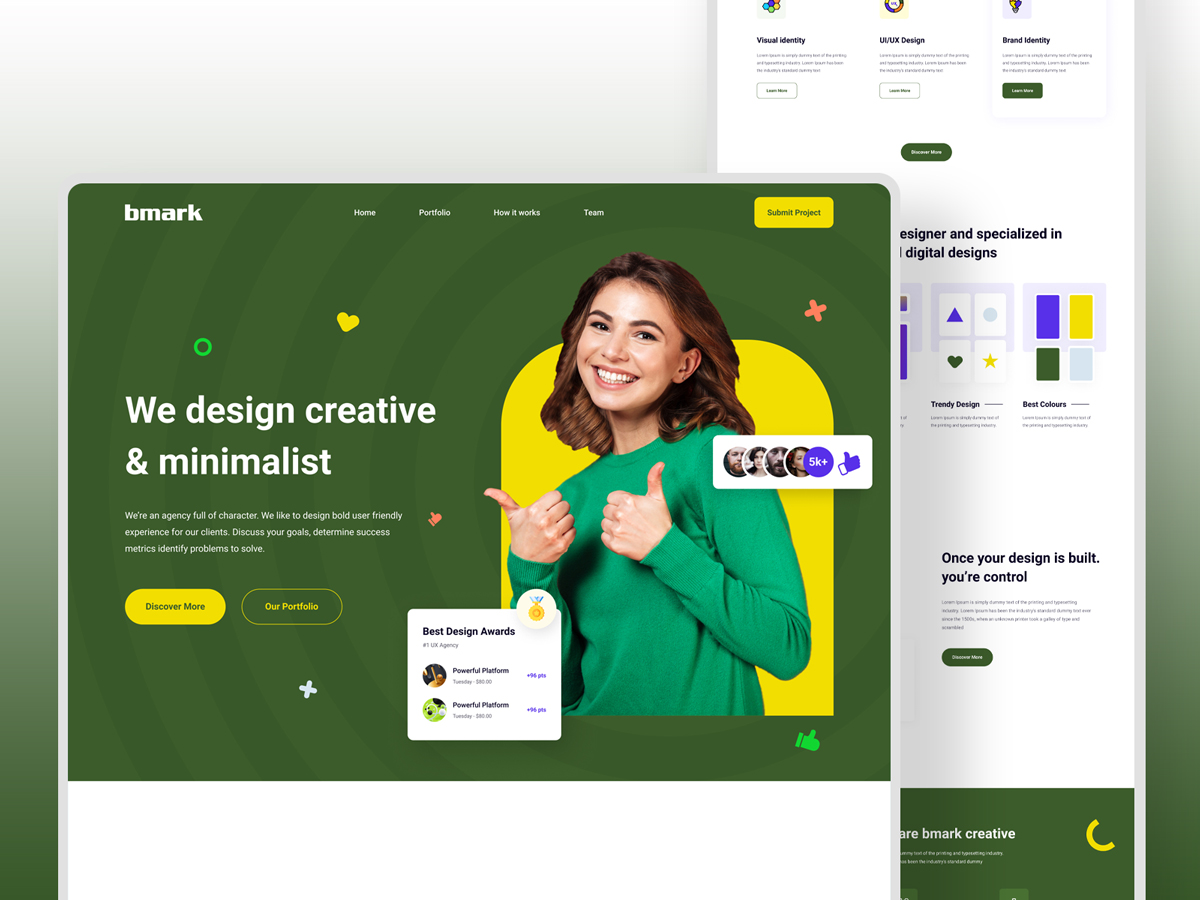 bmark
Home
Portfolio
How it works
Team
Submit Project
We design creative
& minimalist
We're an agency full of character. We like to design bold user friendly
experience for our clients. Discuss your goals, determine success
metrics identify problems to solve.
Discover More
Our Portfolio
5k+
Best Design Awards
#1 UX Agency
Powerful Platform
Tuesday - $80.00
+96 pts
Powerful Platform
Tuesday - $80.00
+96 pts
Visual identity
Lorem Ipsum is simply dummy text of the printing
and typesetting industry. Lorem Ipsum has been
the industry's standard dummy text
Learn More
UI/UX Design
Lorem Ipsum is simply dummy text of the printing
and typesetting industry. Lorem Ipsum has been
the industry's standard dummy text
Learn More
Brand Identity
Lorem Ipsum is simply dummy text of the printing
and typesetting industry. Lorem Ipsum has been
the industry's standard dummy text
Learn More
Discover More
esigner and specialized in
digital designs
Trendy Design
Lorem Ipsum is simply dummy text of
the printing and typesetting industry.
Best Colours
Lorem Ipsum is simply dummy text of
the printing and typesetting industry.
Once your design is built.
you're control
Lorem Ipsum is simply dummy text of the printing and typesetting
industry. Lorem Ipsum has been the industry's standard dummy text ever
since the 1500s, when an unknown printer took a galley of type and
scrambled
Discover More
are bmark creative
dummy text of the printing and typesetting industry.
has been the industry's standard dummy